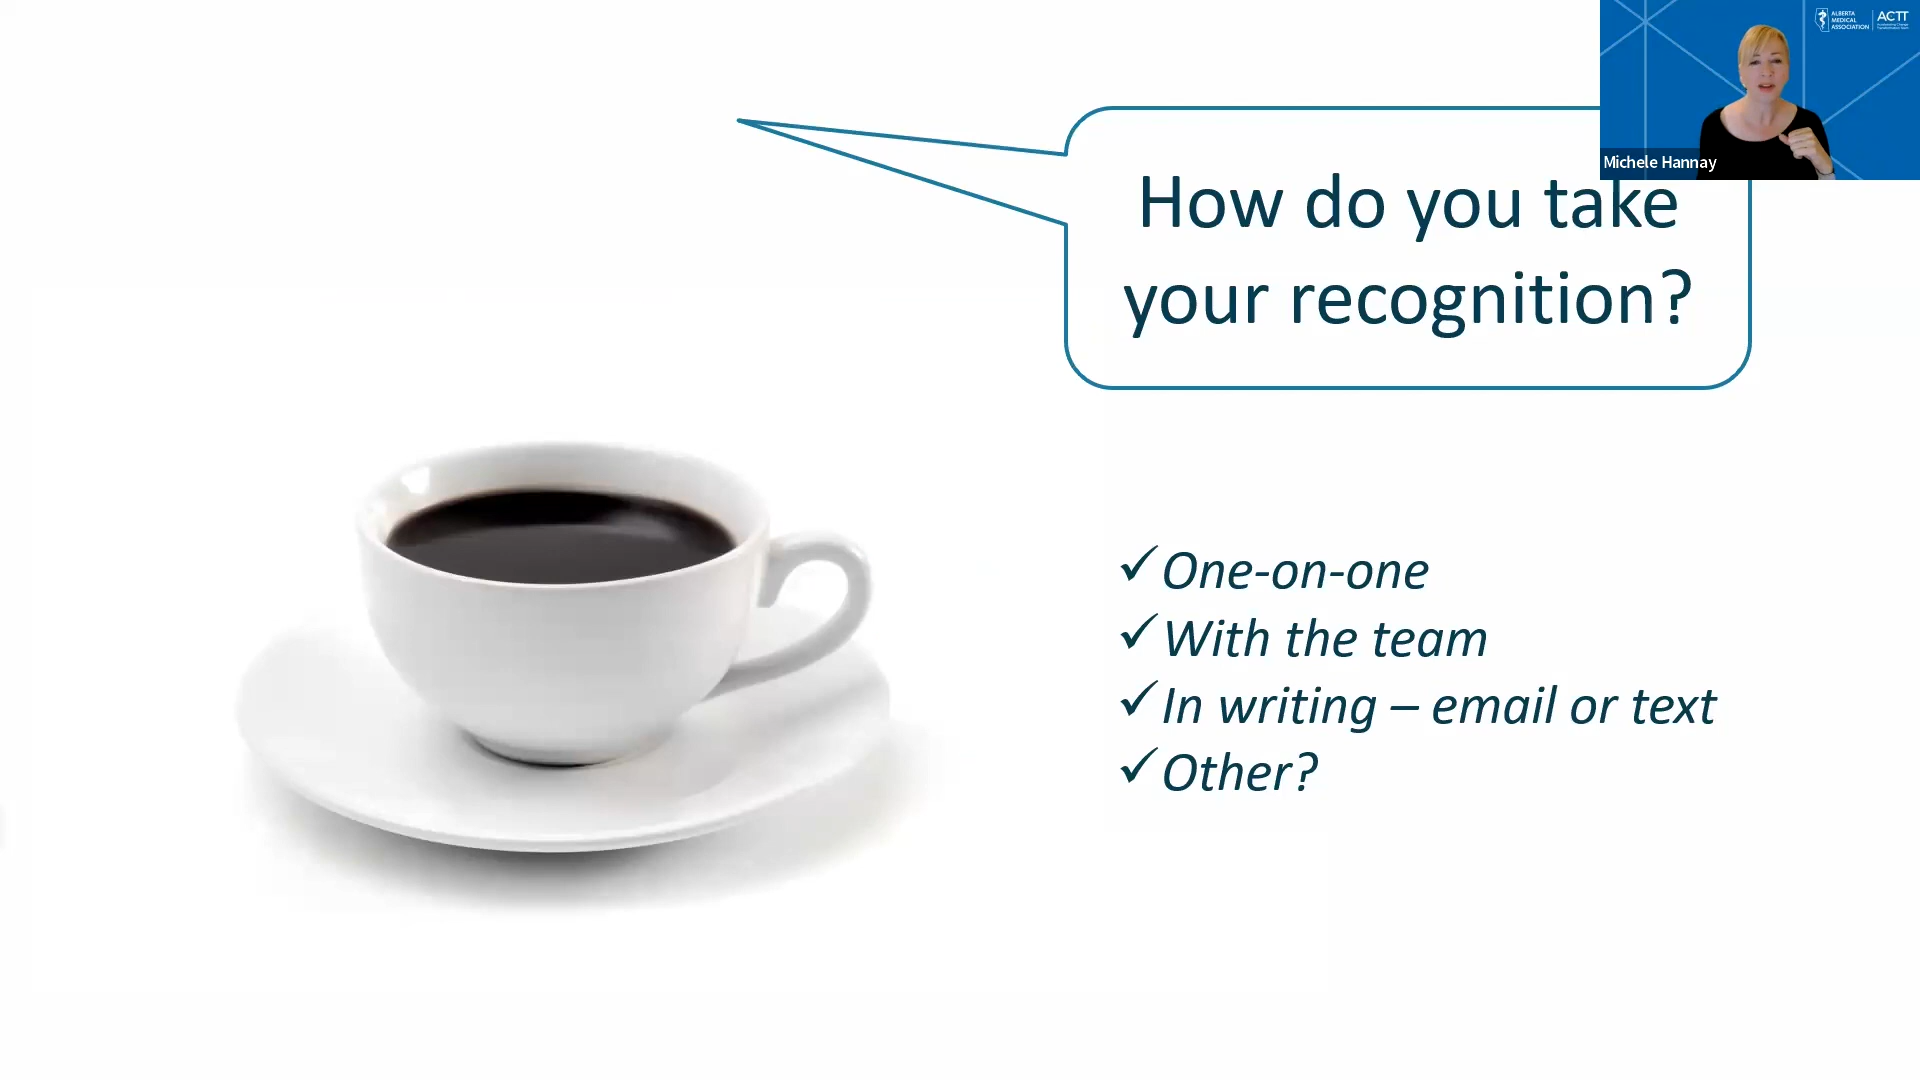 ALBERTA
MEDICAL
ASSOCIATION
ACTT
Michele Hannay
How do you take
your recognition?
✓One-on-one
✓With the team
✓In writing – email or text
✓Other?